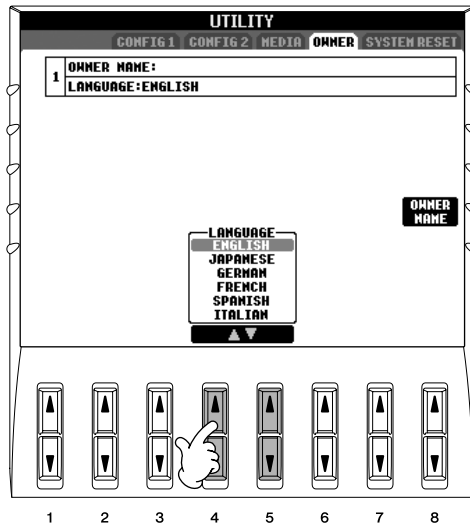 UTILITY
CONFIG 1 CONFIG 2 MEDIA OWNER SYSTEM RESET
1 OWNER NAME:
LANGUAGE:ENGLISH
OWNER
NAME
LANGUAGE
ENGLISH
JAPANESE
GERMAN
FRENCH
SPANISH
ITALIAN
1 2 3 4 5 6 7 8